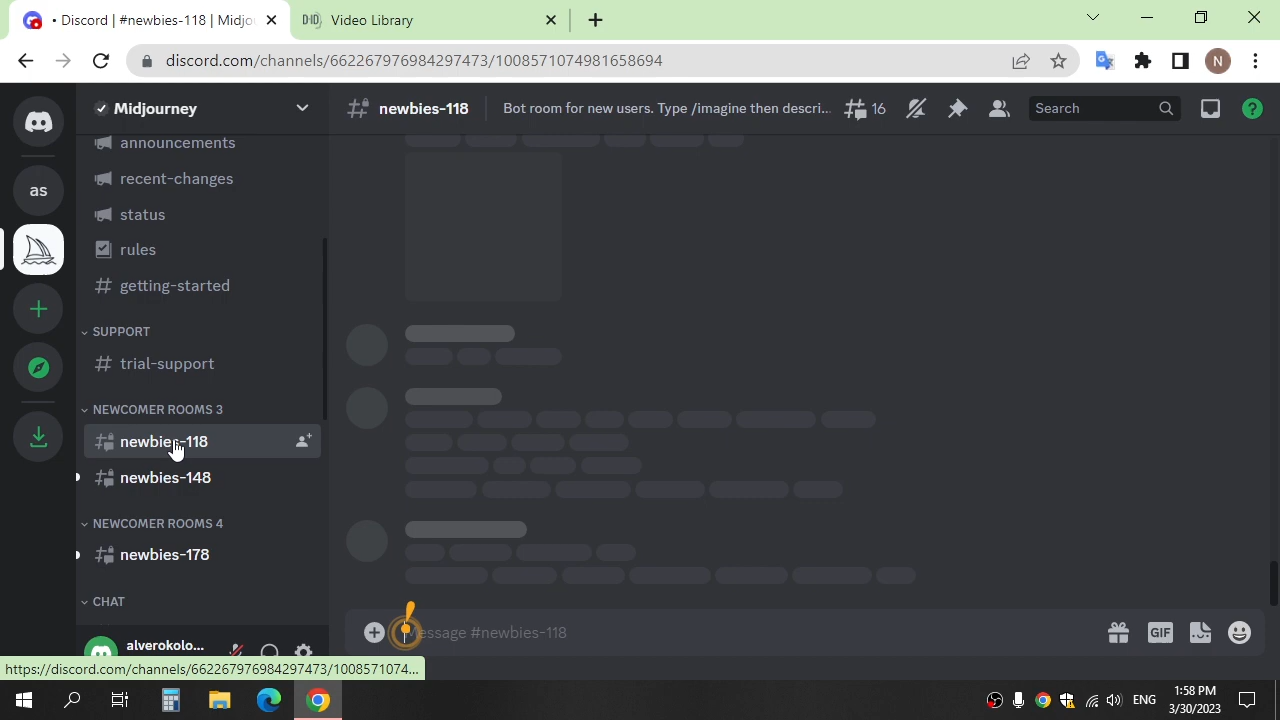 • Discord | #newbies-118 | Midjo
Video Library
discord.com/channels/662267976984297473/1008571074981658694
N
Midjourney
newbies-118
Bot room for new users. Type /imagine then descri...
16
Search
announcements
recent-changes
status
as
rules
getting-started
SUPPORT
trial-support
NEWCOMER ROOMS 3
newbies-118
newbies-148
NEWCOMER ROOMS 4
newbies-178
CHAT
Message #newbies-118
GIF
alverokolo...
https://discord.com/channels/662267976984297473/1008571074...
ENG
1:58 PM
3/30/2023